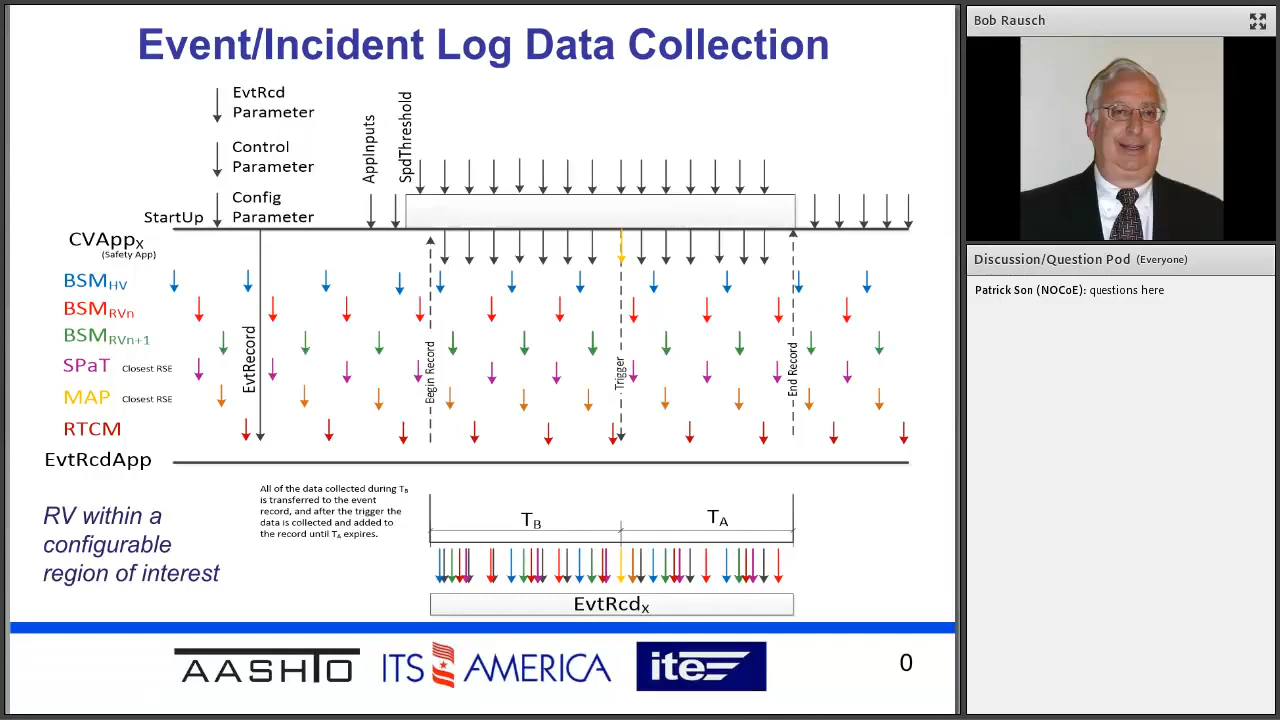 Event/Incident Log Data Collection
EvtRcd
Parameter
Control
Parameter
Config
Parameter
AppInputs
SpdThreshold
StartUp
CVAppx
(Safety App)
BSMHV
BSMRVn
BSMRVn+1
SPaT Closest RSE
MAP Closest RSE
RTCM
EvtRcdApp
EvtRecord
Begin Record
Trigger
End Record
All of the data collected during TB
is transferred to the event
record, and after the trigger the
data is collected and added to
the record until TA expires.
RV within a
configurable
region of interest
TB
TA
EvtRcdx
AASHTO
ITS AMERICA
ite
0
Bob Rausch
Discussion/Question Pod (Everyone)
Patrick Son (NOCoE): questions here